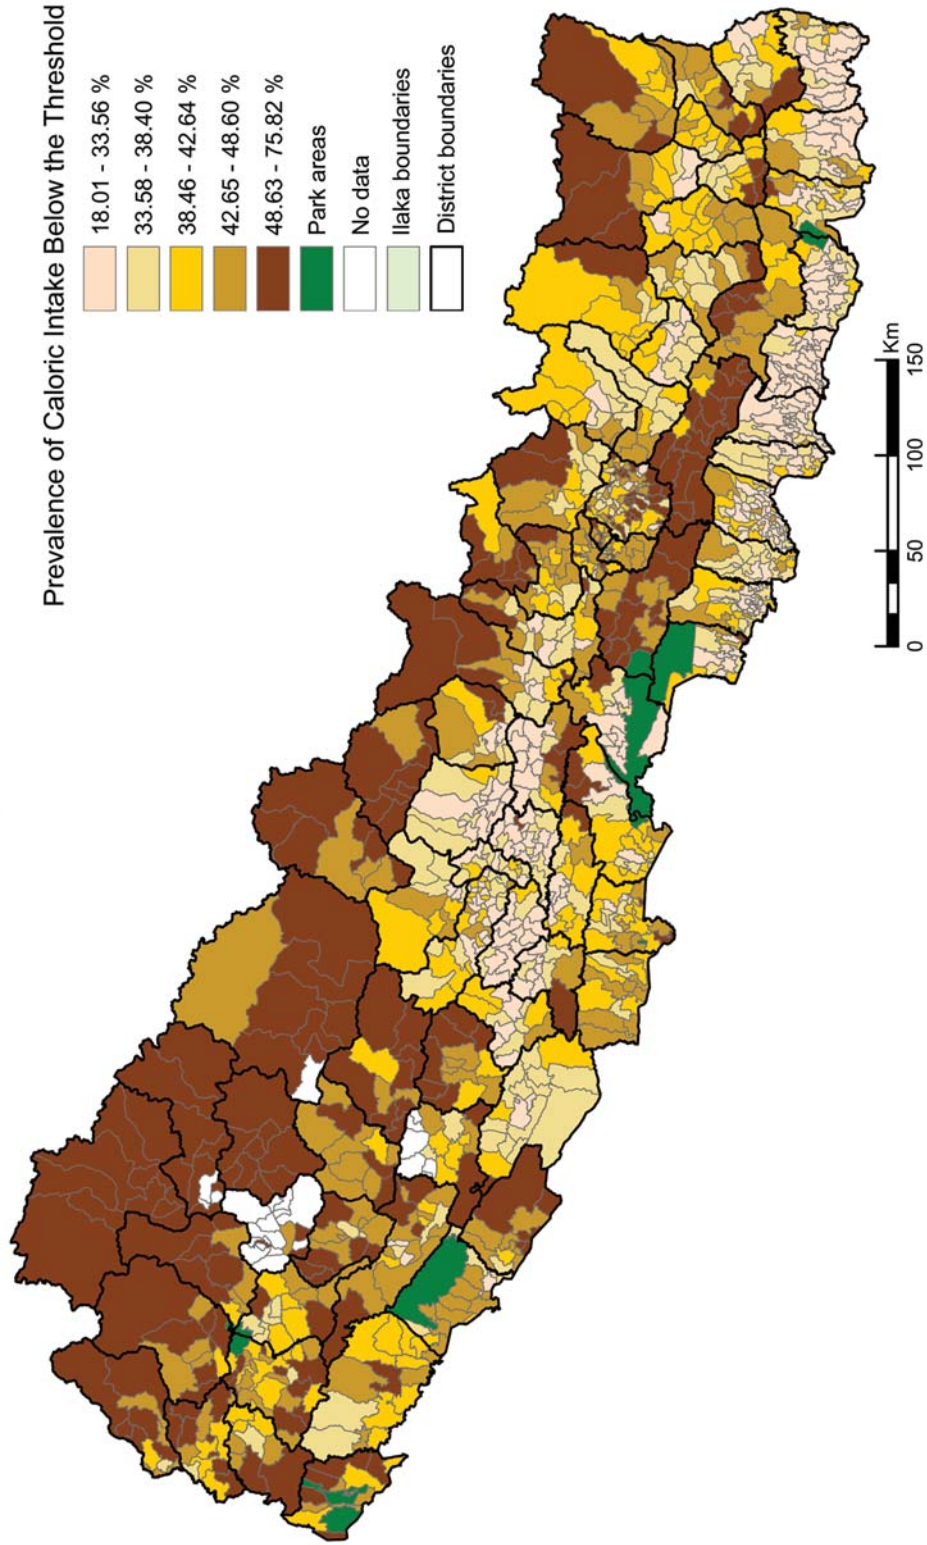 Prevalence of Caloric Intake Below the Threshold
18.01 - 33.56 %
33.58 - 38.40 %
38.46 - 42.64 %
42.65 - 48.60 %
48.63 - 75.82 %
Park areas
No data
Ilaka boundaries
District boundaries
Km
0 50 100 150